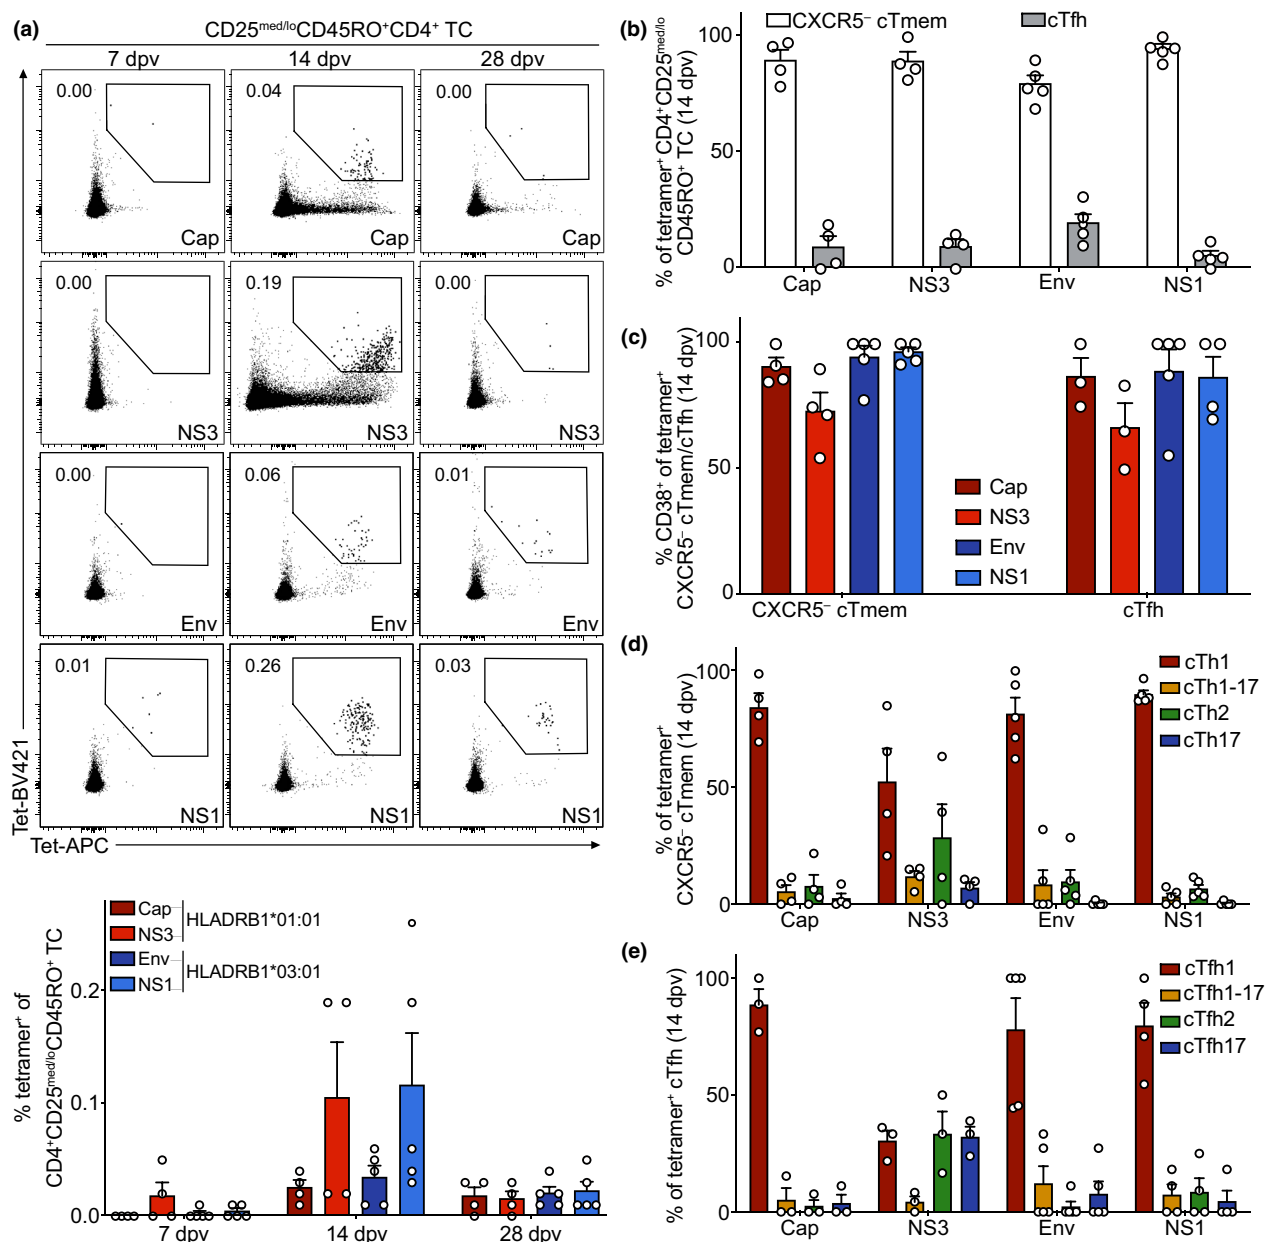 (a)
CD25med/loCD45RO+CD4+ TC
7 dpv 14 dpv 28 dpv
0.00 0.04 0.00
Cap Cap Cap
0.00 0.19 0.00
NS3 NS3 NS3
0.00 0.06 0.01
Env Env Env
0.01 0.26 0.03
NS1 NS1 NS1
Tet-BV421
Tet-APC
% tetramer+ of
CD4+CD25med/loCD45RO+ TC
Cap
NS3
HLADRB1*01:01
Env
NS1
HLADRB1*03:01
0.2
0.1
0.0
7 dpv 14 dpv 28 dpv
(b)
CXCR5– cTmem cTfh
% of tetramer+ CD4+CD25med/lo
CD45RO+ TC (14 dpv)
100
50
0
Cap NS3 Env NS1
(c)
% CD38+ of tetramer+
CXCR5– cTmem/cTfh (14 dpv)
100
50
0
Cap
NS3
Env
NS1
CXCR5– cTmem cTfh
(d)
% of tetramer+
CXCR5– cTmem (14 dpv)
100
50
0
cTh1
cTh1-17
cTh2
cTh17
Cap NS3 Env NS1
(e)
% of tetramer+ cTfh (14 dpv)
100
50
0
cTfh1
cTfh1-17
cTfh2
cTfh17
Cap NS3 Env NS1